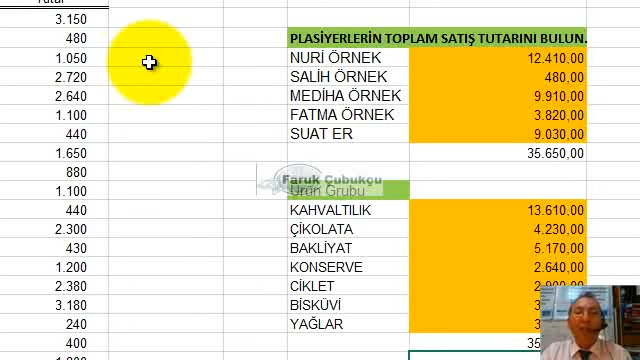 Tutar
3.150
480
PLASİYERLERİN TOPLAM SATIŞ TUTARINI BULUN.
1.050 NURİ ÖRNEK 12.410,00
2.720 SALİH ÖRNEK 480,00
2.640 MEDİHA ÖRNEK 9.910,00
1.100 FATMA ÖRNEK 3.820,00
440 SUAT ER 9.030,00
1.650 35.650,00
880
Faruk Çubukçu
1.100 Ürün Grubu
440 KAHVALTILIK 13.610,00
2.300 ÇİKOLATA 4.230,00
430 BAKLİYAT 5.170,00
1.200 KONSERVE 2.640,00
2.380 CİKLET
3.180 BİSKÜVİ
240 YAĞLAR
400